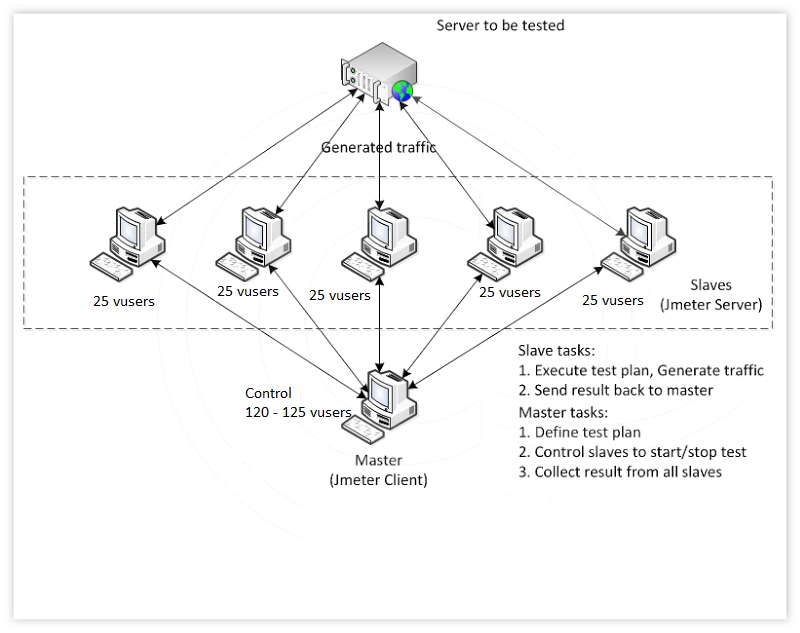 Server to be tested
Generated traffic
25 vusers
25 vusers
25 vusers
25 vusers
25 vusers
Slaves
(Jmeter Server)
Slave tasks:
1. Execute test plan, Generate traffic
2. Send result back to master
Master tasks:
1. Define test plan
2. Control slaves to start/stop test
3. Collect result from all slaves
Control
120 - 125 vusers
Master
(Jmeter Client)